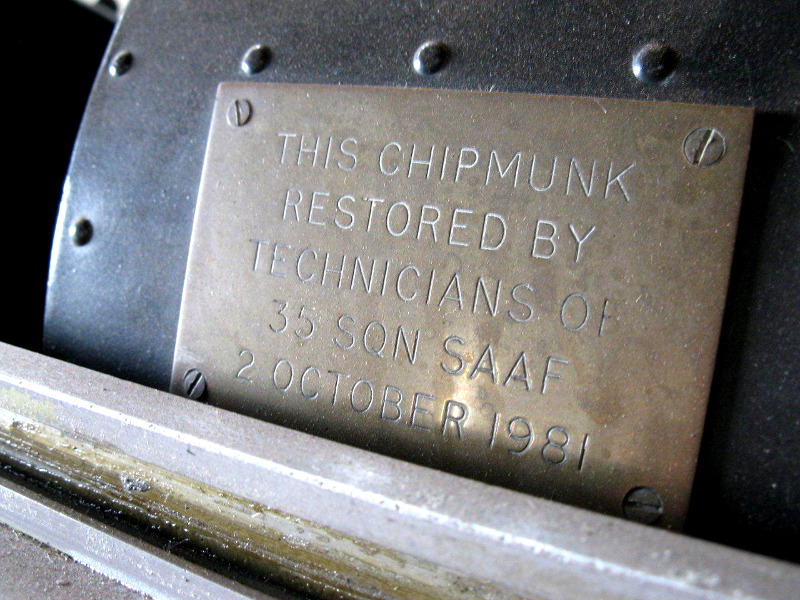 THIS CHIPMUNK
RESTORED BY
TECHNICIANS OF
35 SQN SAAF
2 OCTOBER 1981